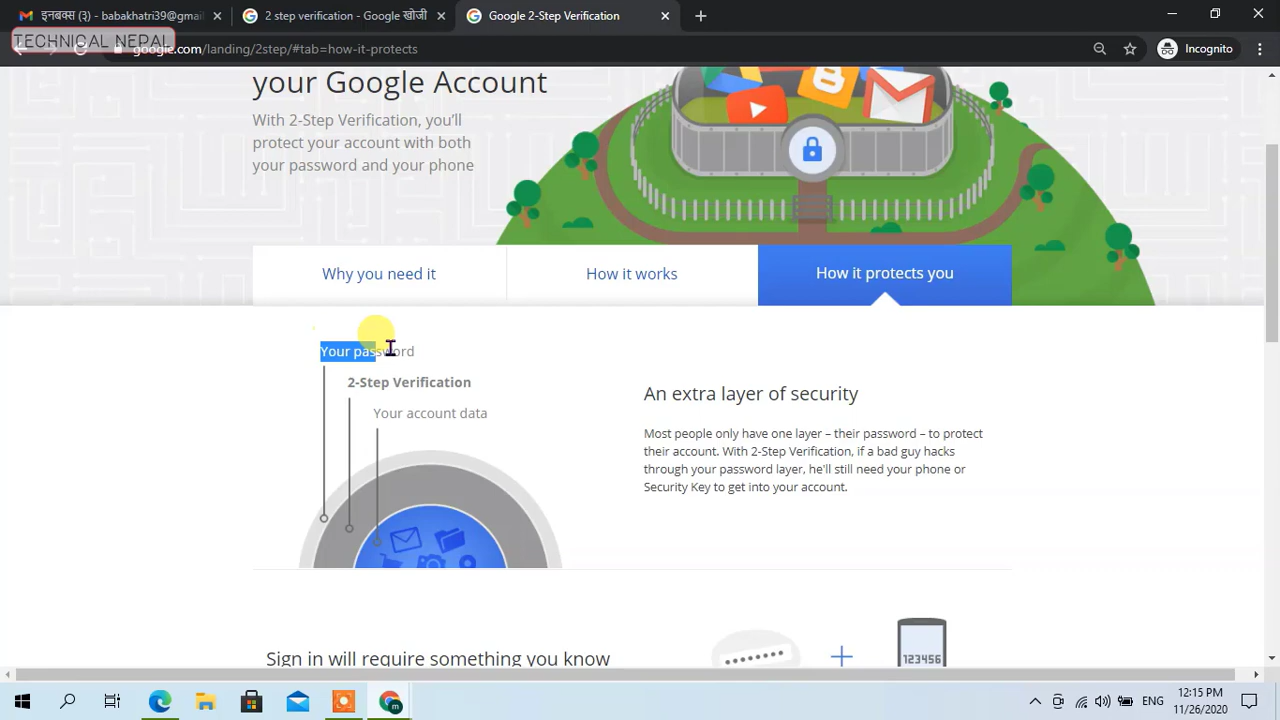 इनबक्स (३) - babakhatri39@gmail
2 step verification - Google खोजी
Google 2-Step Verification
TECHNICAL NEPAL
google.com/landing/2step/#tab=how-it-protects
Incognito
your Google Account
With 2-Step Verification, you'll
protect your account with both
your password and your phone
Why you need it
How it works
How it protects you
Your password
2-Step Verification
Your account data
An extra layer of security
Most people only have one layer – their password – to protect
their account. With 2-Step Verification, if a bad guy hacks
through your password layer, he'll still need your phone or
Security Key to get into your account.
Sign in will require something you know
123456
ENG
12:15 PM
11/26/2020